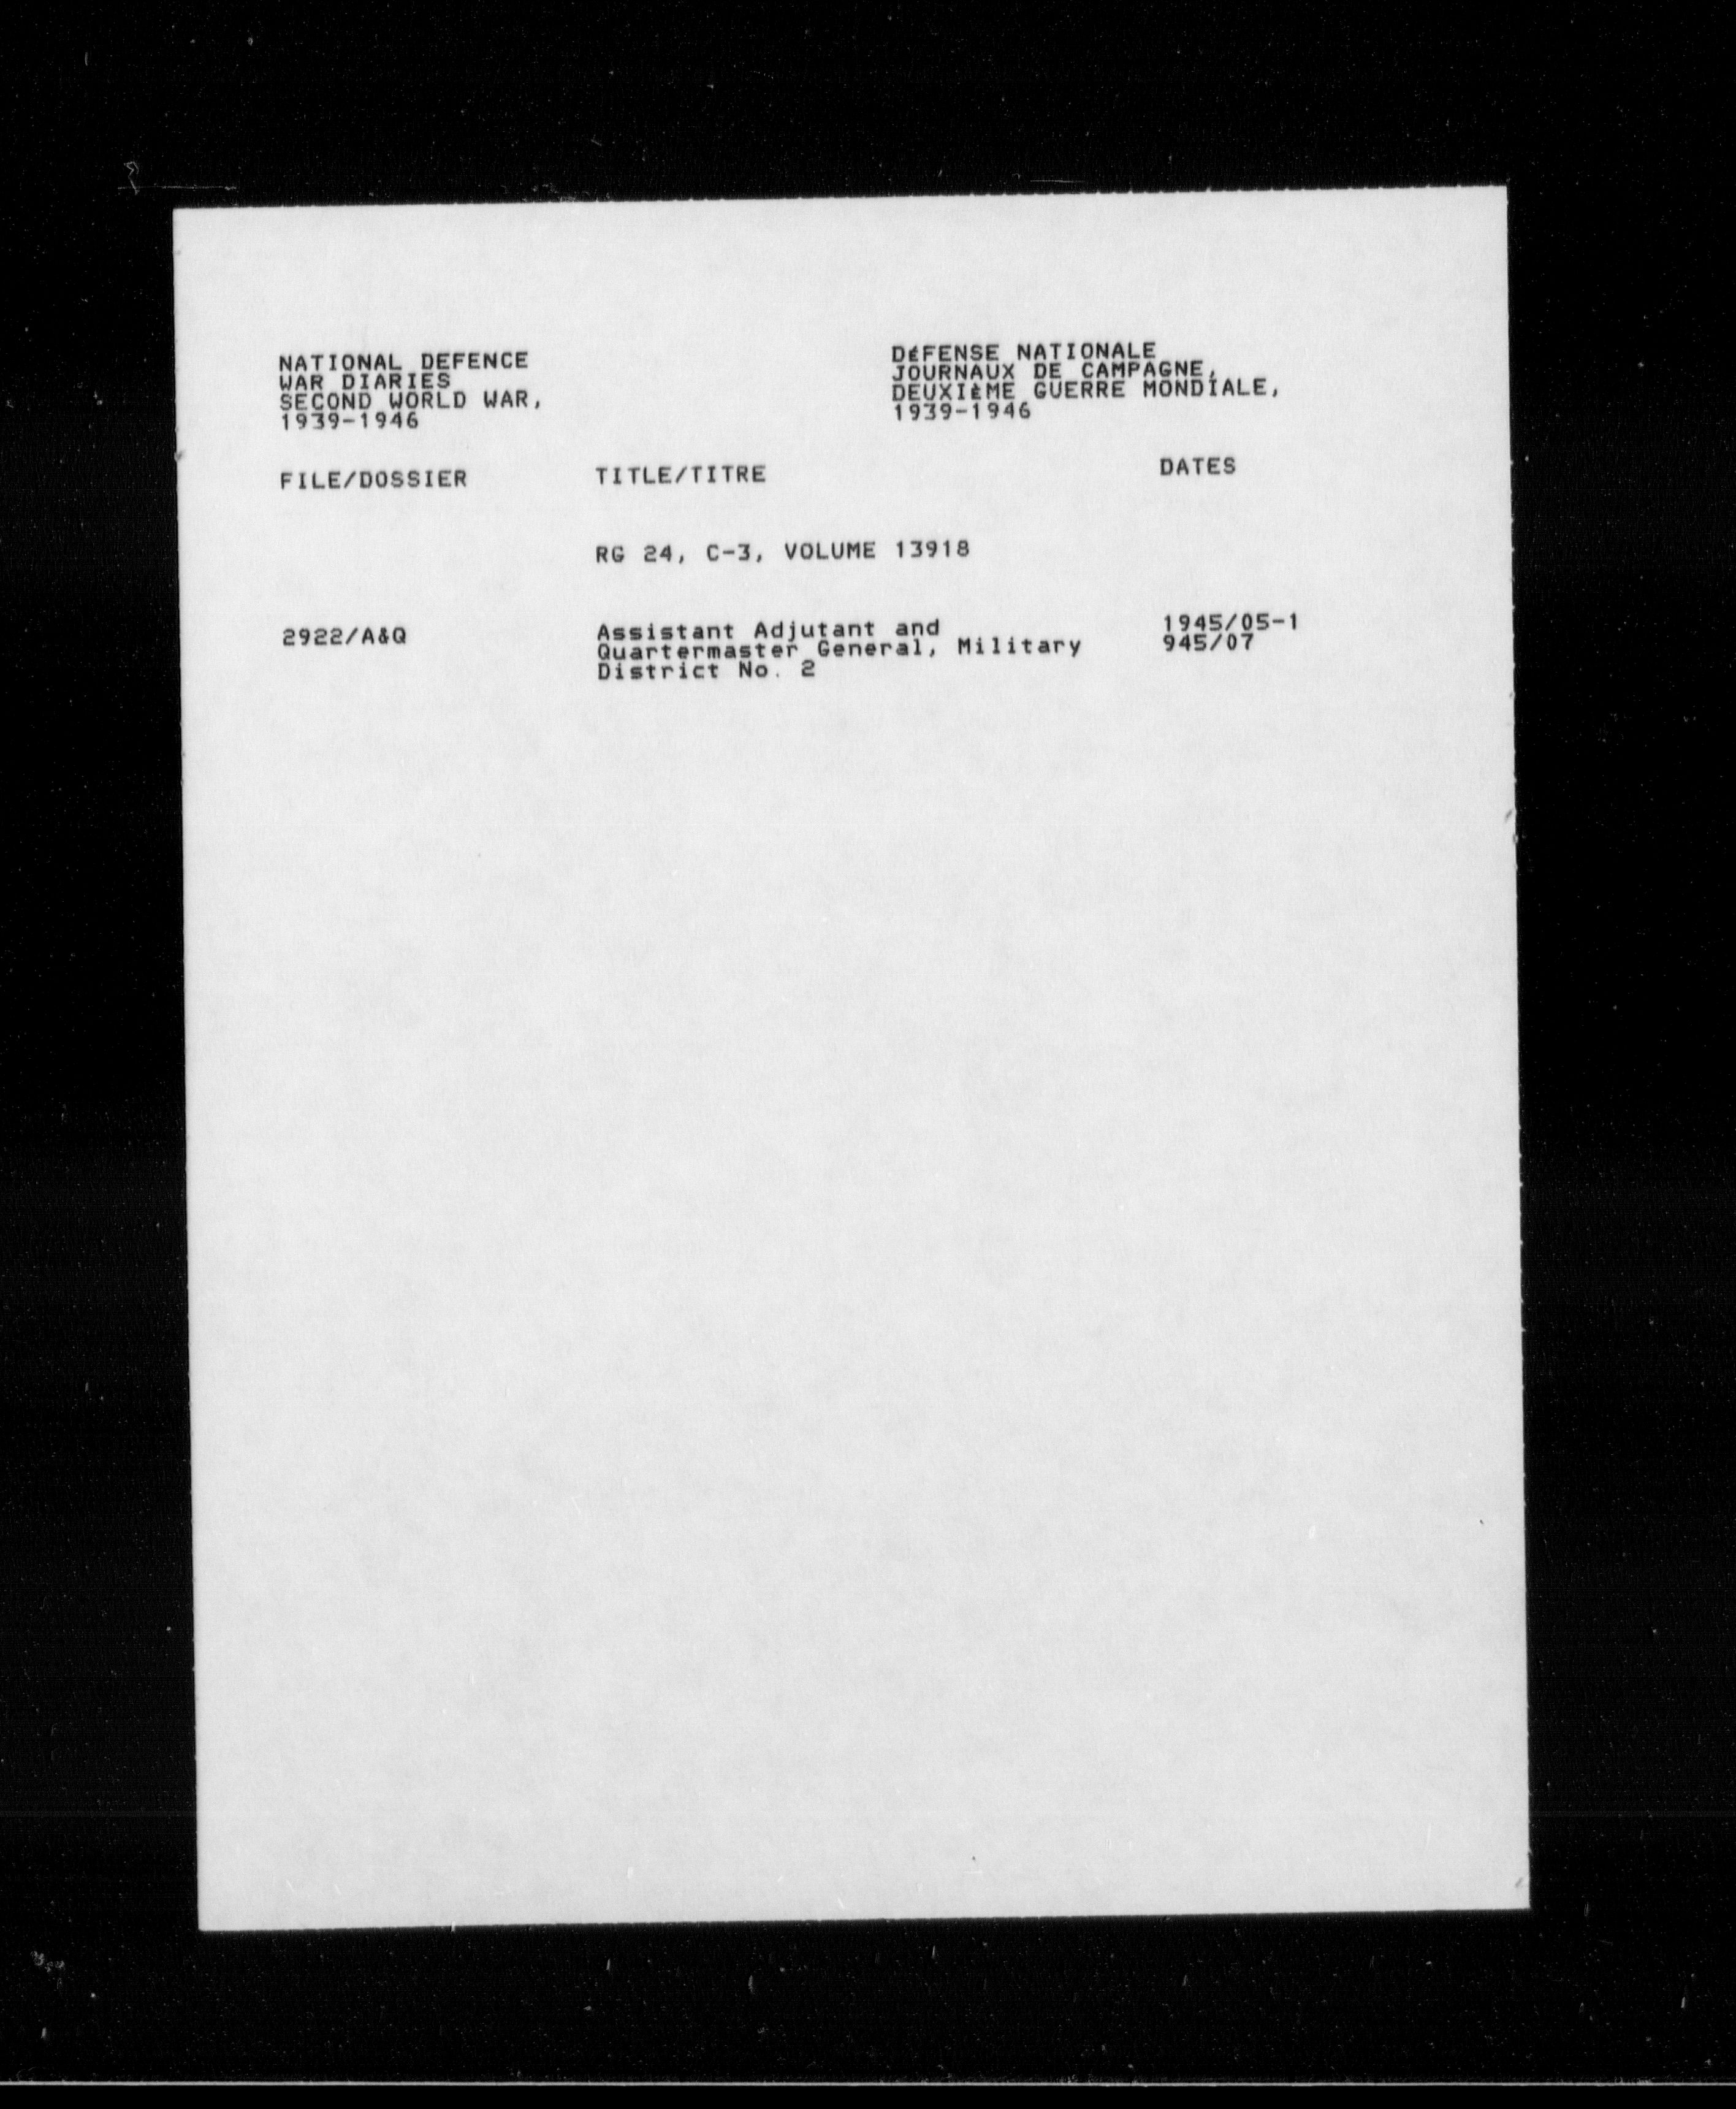 NATIONAL DEFENCE
WAR DIARIES
SECOND WORLD WAR,
1939-1946
DÉFENSE NATIONALE
JOURNAUX DE CAMPAGNE,
DEUXIÈME GUERRE MONDIALE,
1939-1946
FILE/DOSSIER TITLE/TITRE DATES
RG 24, C-3, VOLUME 13918
2922/A&Q
Assistant Adjutant and
Quartermaster General, Military
District No. 2
1945/05-1
945/07